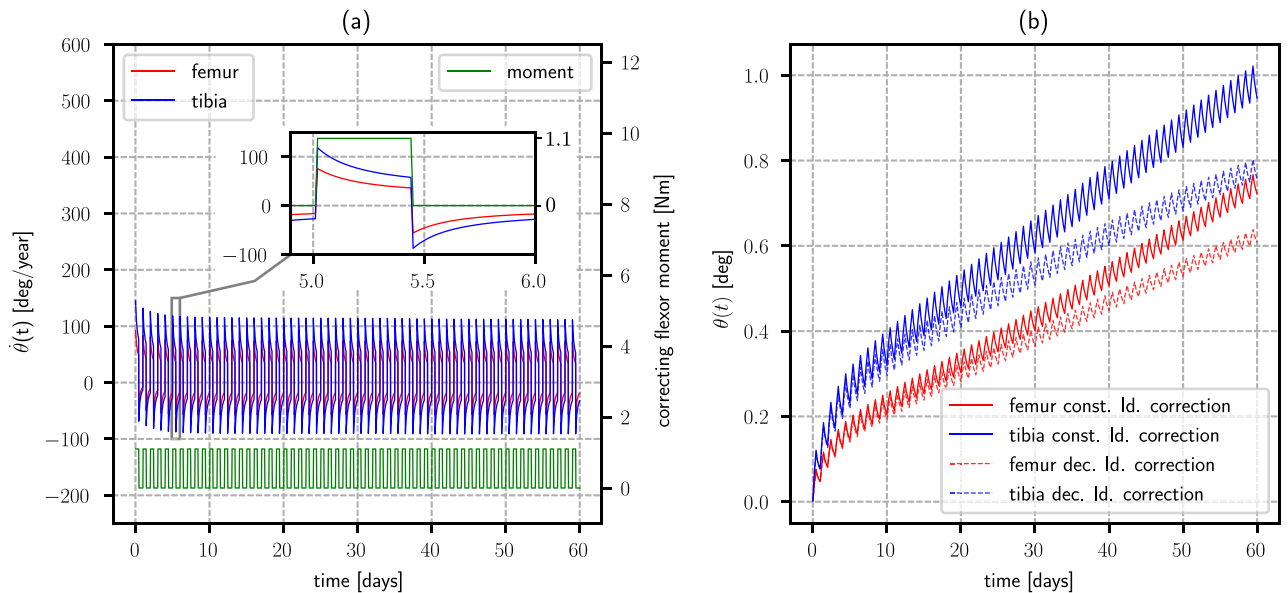 (a)
600
500
400
300
200
100
0
−100
−200
θ̇(t) [deg/year]
femur
tibia
moment
100
0
−100
1.1
0
5.0 5.5 6.0
12
10
8
6
4
2
0
correcting flexor moment [Nm]
0 10 20 30 40 50 60
time [days]
(b)
1.0
0.8
0.6
0.4
0.2
0.0
θ(t) [deg]
femur const. ld. correction
tibia const. ld. correction
femur dec. ld. correction
tibia dec. ld. correction
0 10 20 30 40 50 60
time [days]